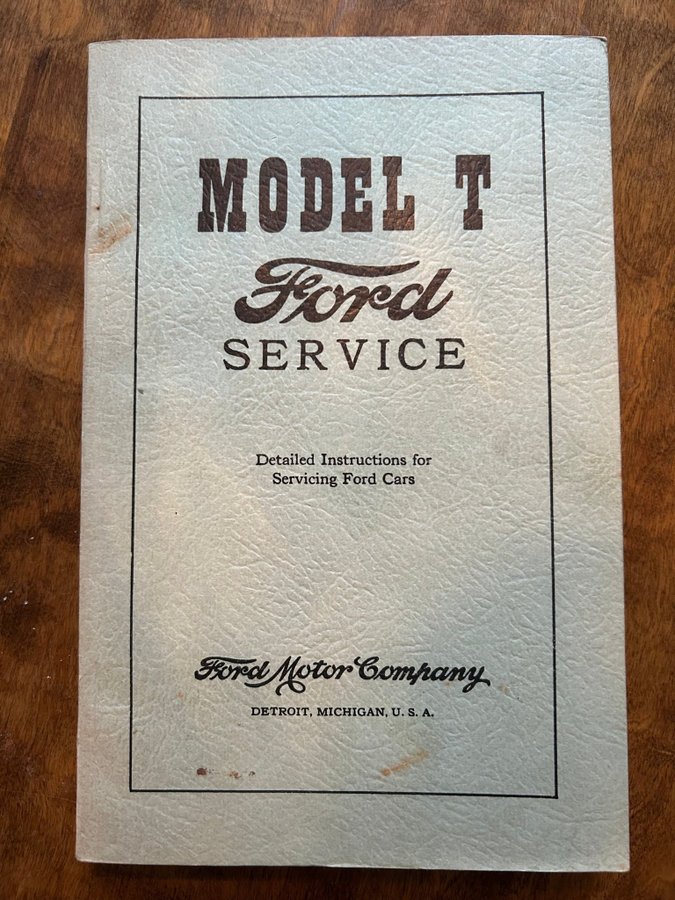 MODEL T
Ford
SERVICE
Detailed Instructions for
Servicing Ford Cars
Ford Motor Company
DETROIT, MICHIGAN, U. S. A.